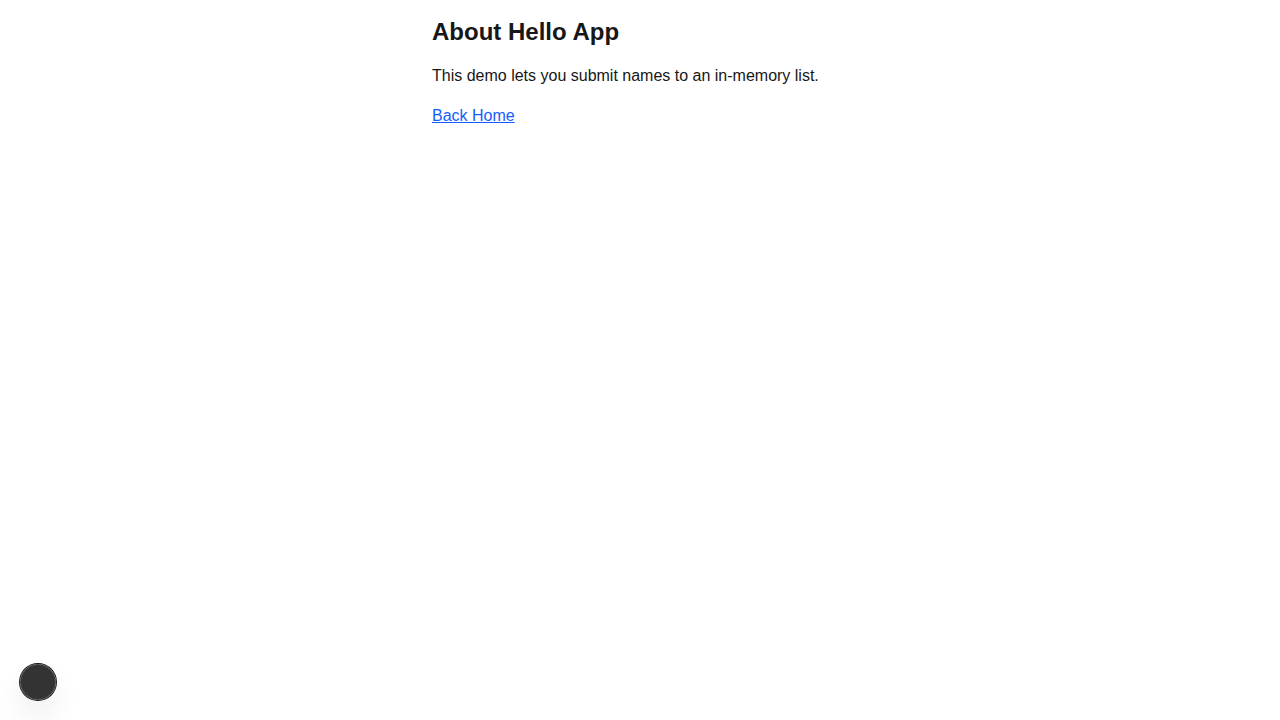 About Hello App
This demo lets you submit names to an in-memory list.
Back Home